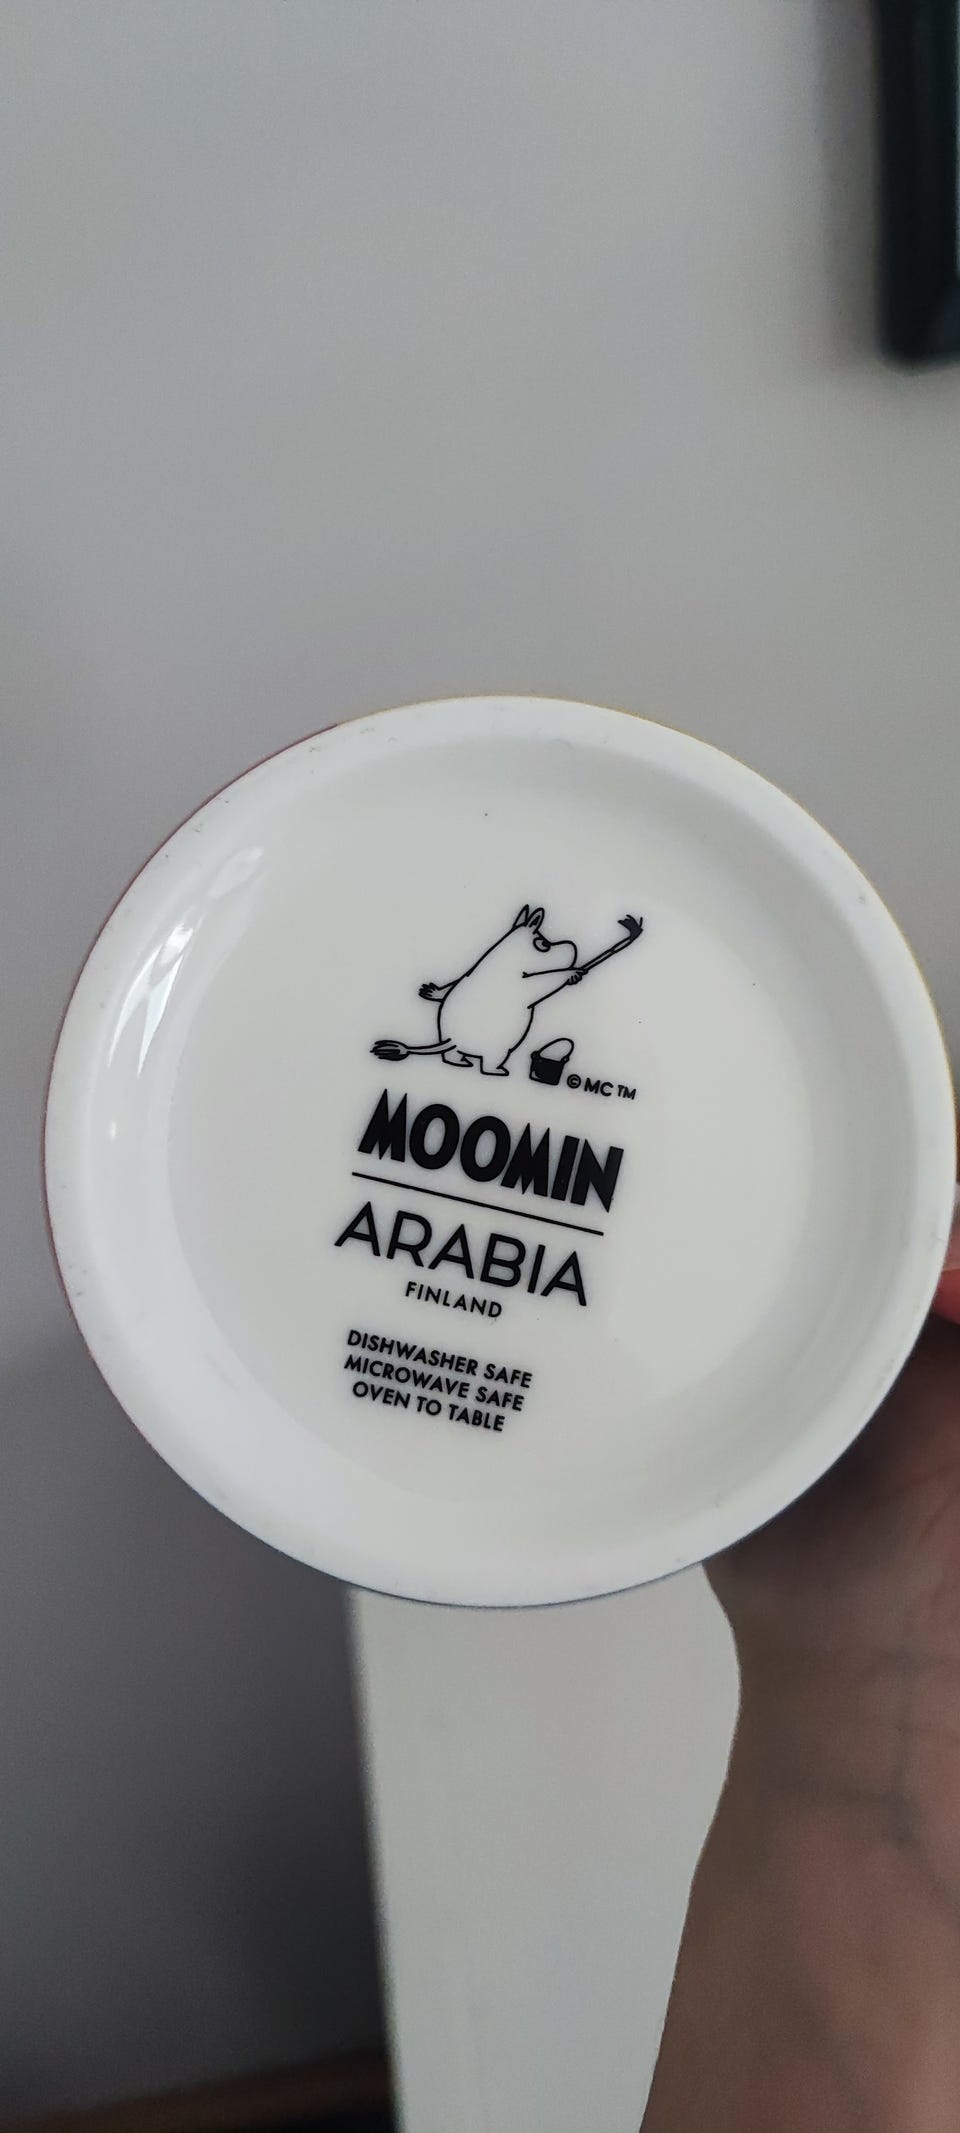 © MC ™
MOOMIN
ARABIA
FINLAND
DISHWASHER SAFE
MICROWAVE SAFE
OVEN TO TABLE